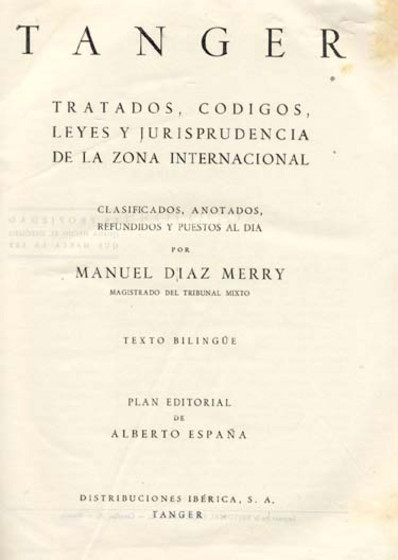 TANGER
TRATADOS, CODIGOS,
LEYES Y JURISPRUDENCIA
DE LA ZONA INTERNACIONAL
CLASIFICADOS, ANOTADOS,
REFUNDIDOS Y PUESTOS AL DIA
POR
MANUEL DIAZ MERRY
MAGISTRADO DEL TRIBUNAL MIXTO
TEXTO BILINGÜE
PLAN EDITORIAL
DE
ALBERTO ESPAÑA
DISTRIBUCIONES IBÉRICA, S. A.
TANGER